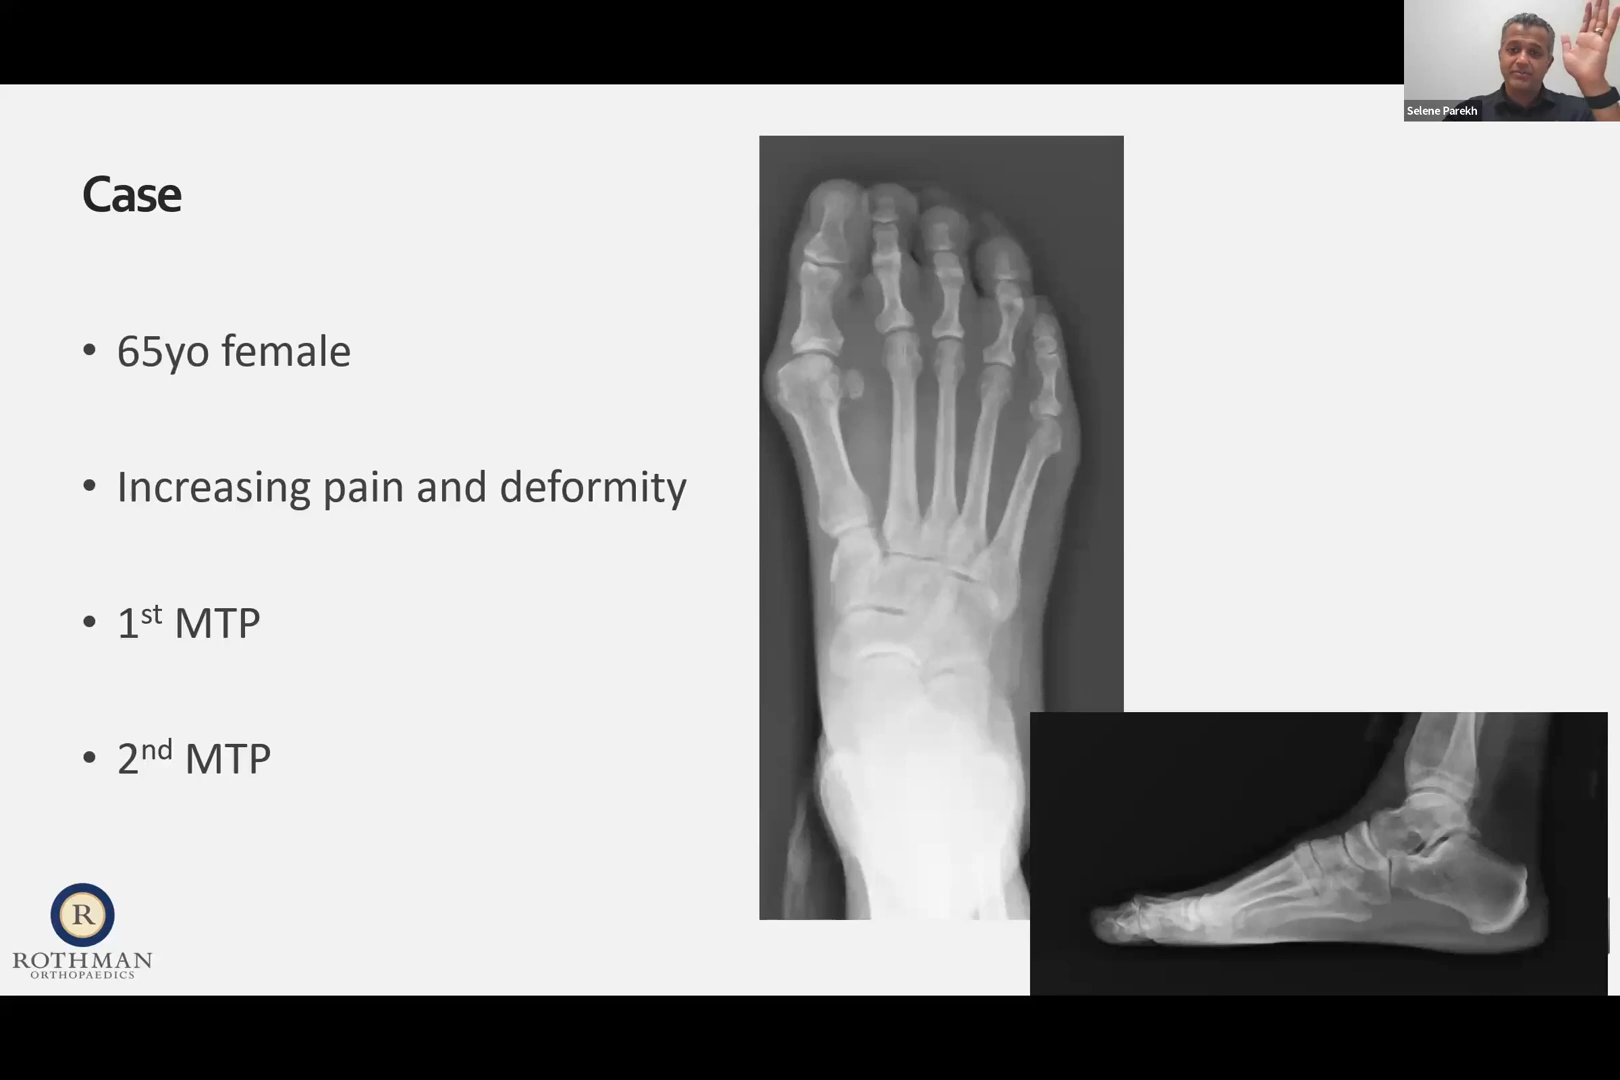 Selene Parekh
Case
• 65yo female
• Increasing pain and deformity
• 1st MTP
• 2nd MTP
R
ROTHMAN
ORTHOPAEDICS